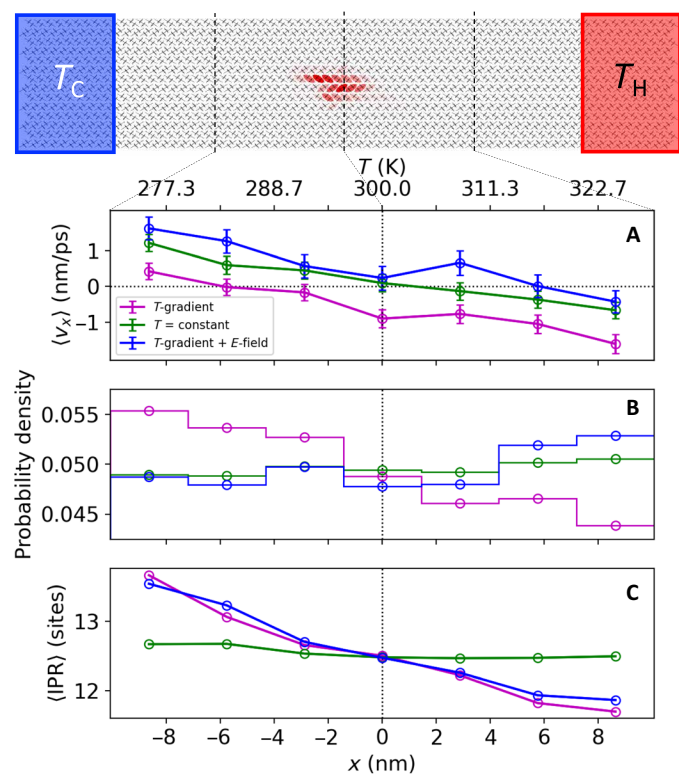 T_C
T_H
T (K)
277.3 288.7 300.0 311.3 322.7
A
⟨v_x⟩ (nm/ps)
1
0
−1
T-gradient
T = constant
T-gradient + E-field
B
Probability density
0.055
0.050
0.045
C
⟨IPR⟩ (sites)
13
12
−8 −6 −4 −2 0 2 4 6 8
x (nm)